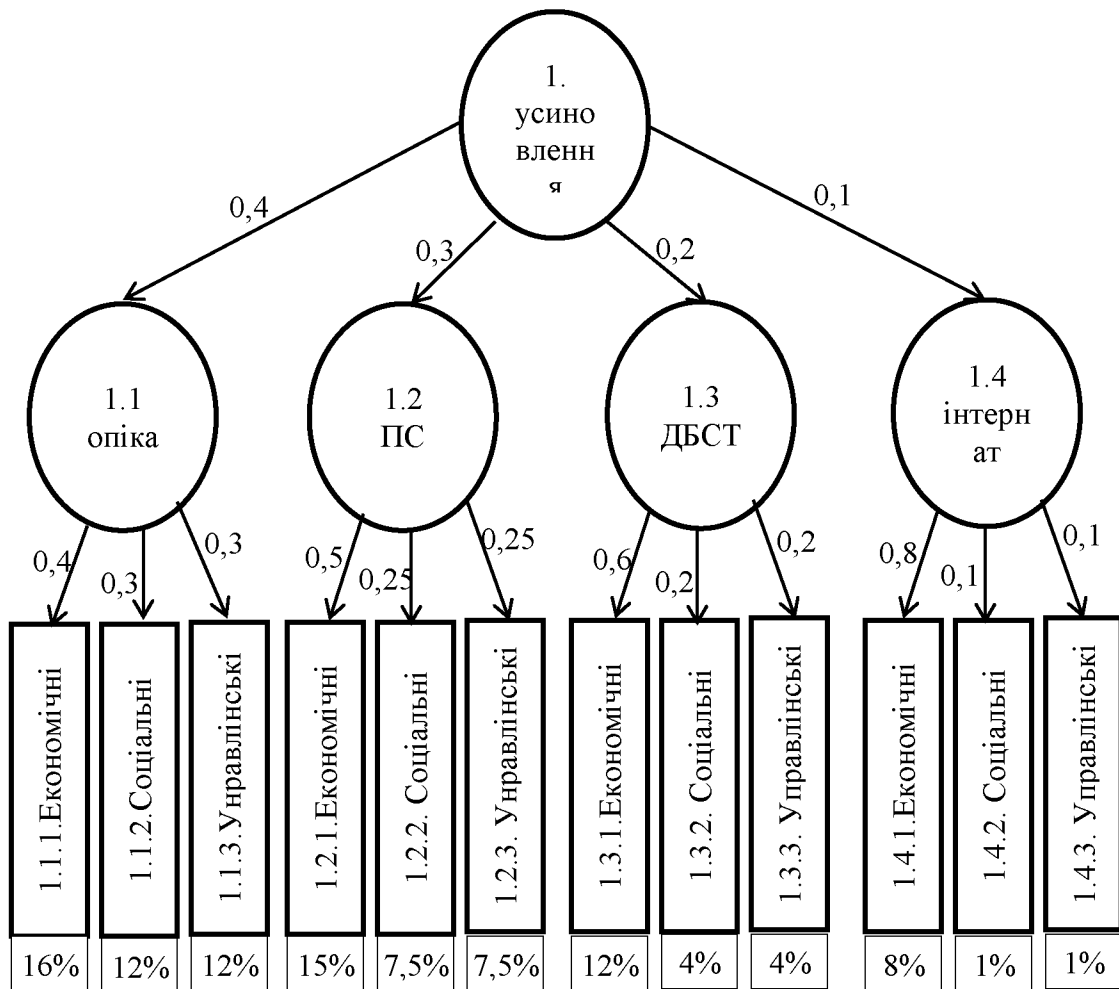 1.
усино
вленн
я
0,4
0,3
0,2
0,1
1.1
опіка
1.2
ПС
1.3
ДБСТ
1.4
інтерн
ат
0,4
0,3
0,3
0,5
0,25
0,25
0,6
0,2
0,2
0,8
0,1
0,1
1.1.1.Економічні
1.1.2.Соціальні
1.1.3.Унравлінські
1.2.1.Економічні
1.2.2. Соціальні
1.2.3. Унравлінські
1.3.1.Економічні
1.3.2. Соціальні
1.3.3. Управлінські
1.4.1.Економічні
1.4.2. Соціальні
1.4.3. Управлінські
16%
12%
12%
15%
7,5%
7,5%
12%
4%
4%
8%
1%
1%